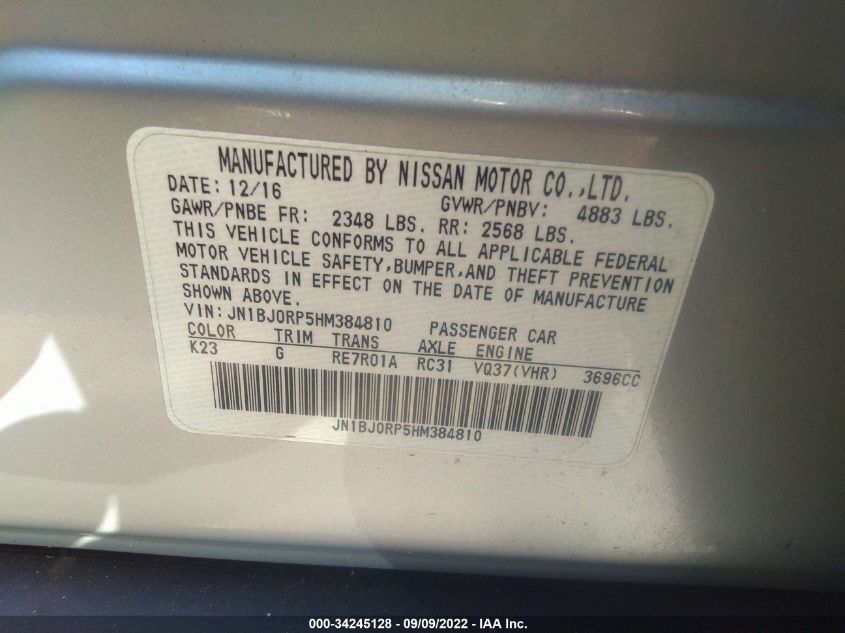 MANUFACTURED BY NISSAN MOTOR CO.,LTD.
DATE: 12/16 GVWR/PNBV: 4883 LBS.
GAWR/PNBE FR: 2348 LBS. RR: 2568 LBS.
THIS VEHICLE CONFORMS TO ALL APPLICABLE FEDERAL
MOTOR VEHICLE SAFETY,BUMPER,AND THEFT PREVENTION
STANDARDS IN EFFECT ON THE DATE OF MANUFACTURE
SHOWN ABOVE.
VIN:JN1BJ0RP5HM384810 PASSENGER CAR
COLOR TRIM TRANS AXLE ENGINE
K23 G RE7R01A RC31 VQ37(VHR) 3696CC
JN1BJ0RP5HM384810
000-34245128 - 09/09/2022 - IAA Inc.